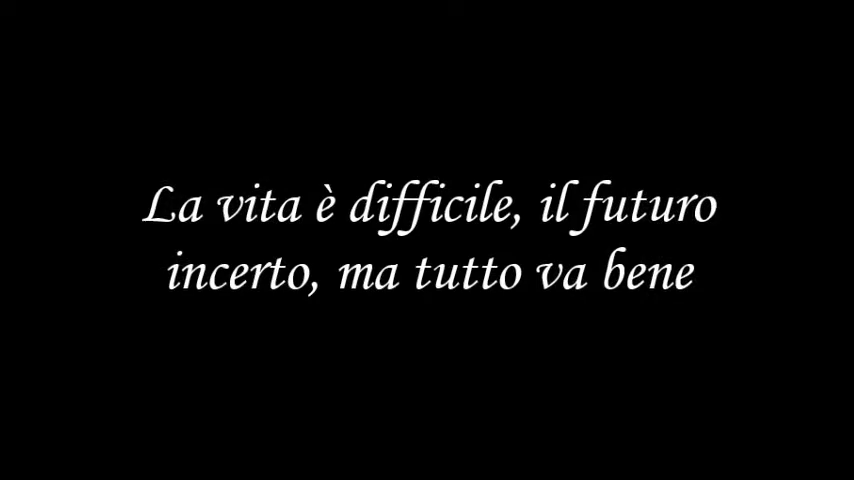 La vita è difficile, il futuro
incerto, ma tutto va bene